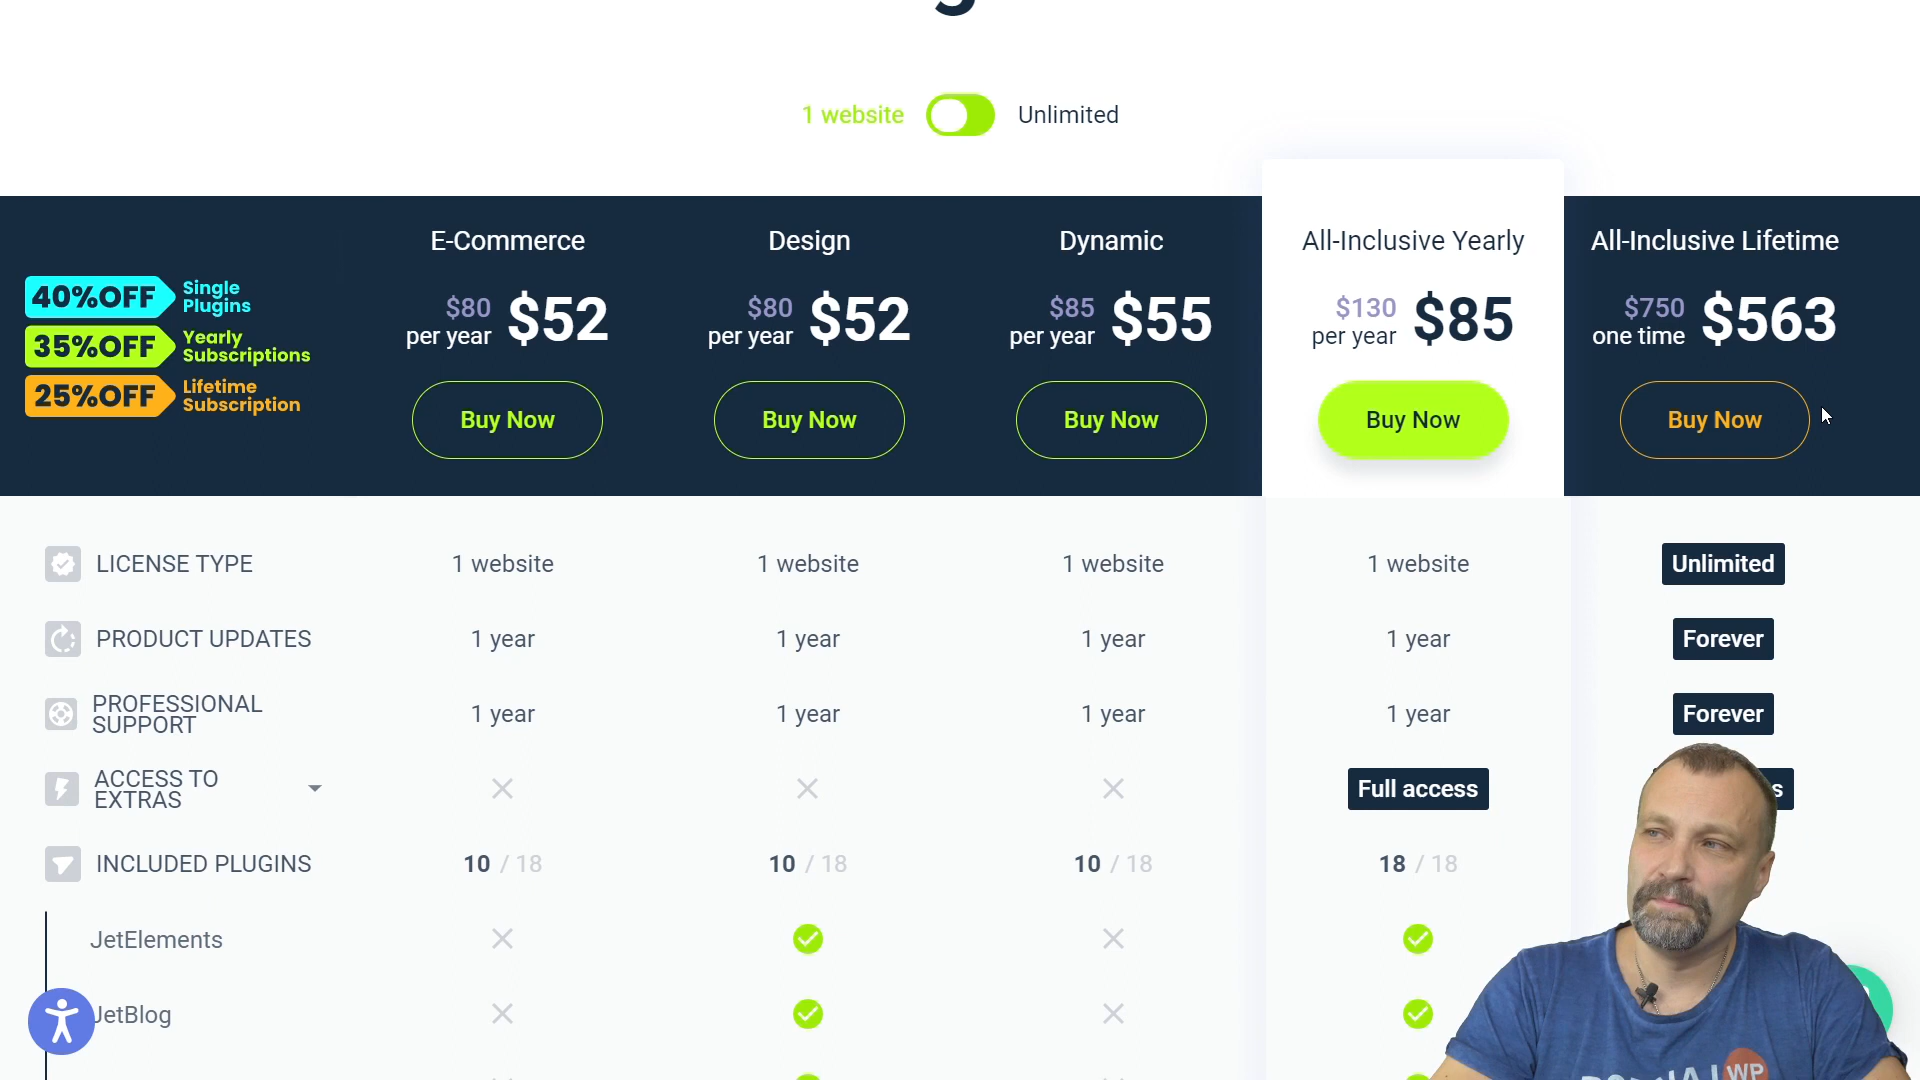 1 website
Unlimited
E-Commerce
Design
Dynamic
All-Inclusive Yearly
All-Inclusive Lifetime
40%OFF
Single
Plugins
35%OFF
Yearly
Subscriptions
25%OFF
Lifetime
Subscription
$80
per year
$52
$80
per year
$52
$85
per year
$55
$130
per year
$85
$750
one time
$563
Buy Now
Buy Now
Buy Now
Buy Now
Buy Now
LICENSE TYPE
1 website
1 website
1 website
1 website
Unlimited
PRODUCT UPDATES
1 year
1 year
1 year
1 year
Forever
PROFESSIONAL
SUPPORT
1 year
1 year
1 year
1 year
Forever
ACCESS TO
EXTRAS
Full access
INCLUDED PLUGINS
10 / 18
10 / 18
10 / 18
18 / 18
JetElements
JetBlog
WP